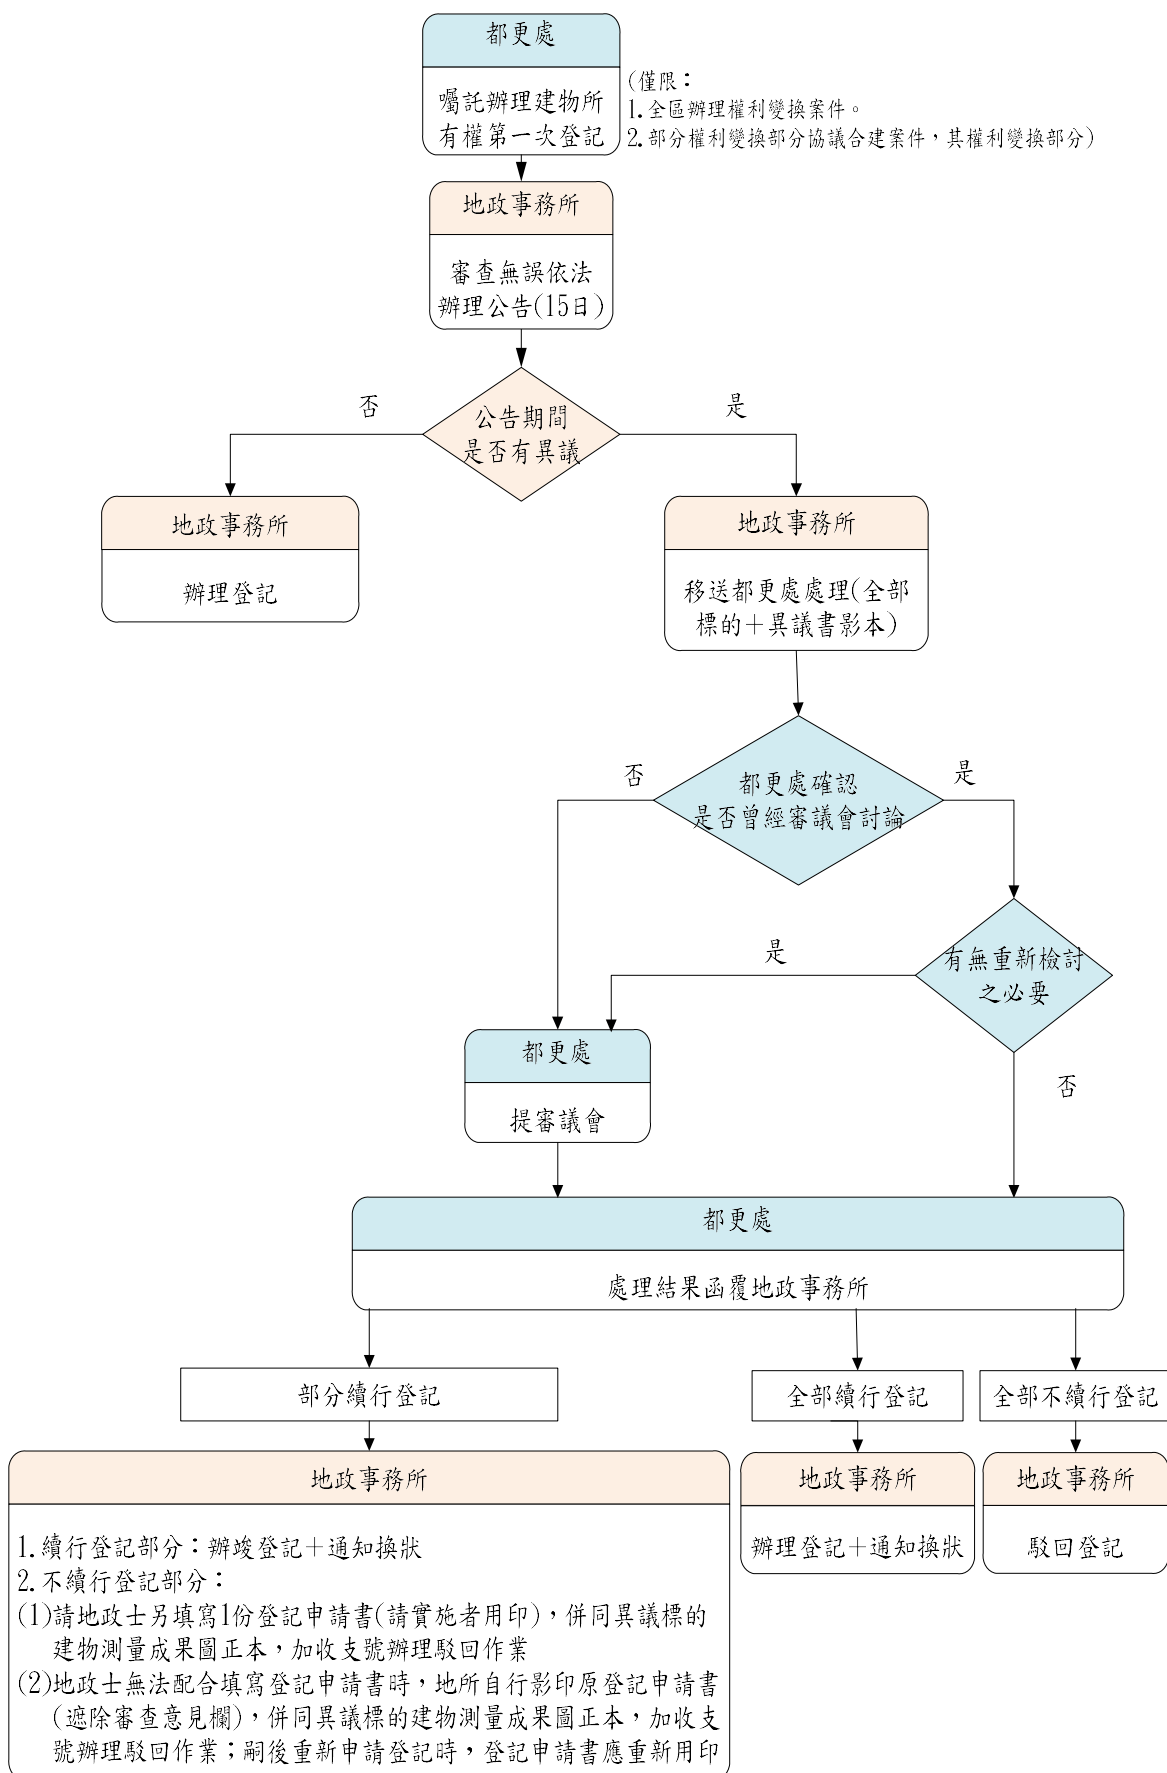 都更處
囑託辦理建物所
有權第一次登記
(僅限：
1.全區辦理權利變換案件。
2.部分權利變換部分協議合建案件，其權利變換部分)
地政事務所
審查無誤依法
辦理公告(15日)
公告期間
是否有異議
否
是
地政事務所
辦理登記
地政事務所
移送都更處處理(全部
標的＋異議書影本)
都更處確認
是否曾經審議會討論
否
是
有無重新檢討
之必要
是
否
都更處
提審議會
都更處
處理結果函覆地政事務所
部分續行登記
全部續行登記
全部不續行登記
地政事務所
1.續行登記部分：辦竣登記＋通知換狀
2.不續行登記部分：
(1)請地政士另填寫1份登記申請書(請實施者用印)，併同異議標的
建物測量成果圖正本，加收支號辦理駁回作業
(2)地政士無法配合填寫登記申請書時，地所自行影印原登記申請書
(遮除審查意見欄)，併同異議標的建物測量成果圖正本，加收支
號辦理駁回作業；嗣後重新申請登記時，登記申請書應重新用印
地政事務所
辦理登記＋通知換狀
地政事務所
駁回登記